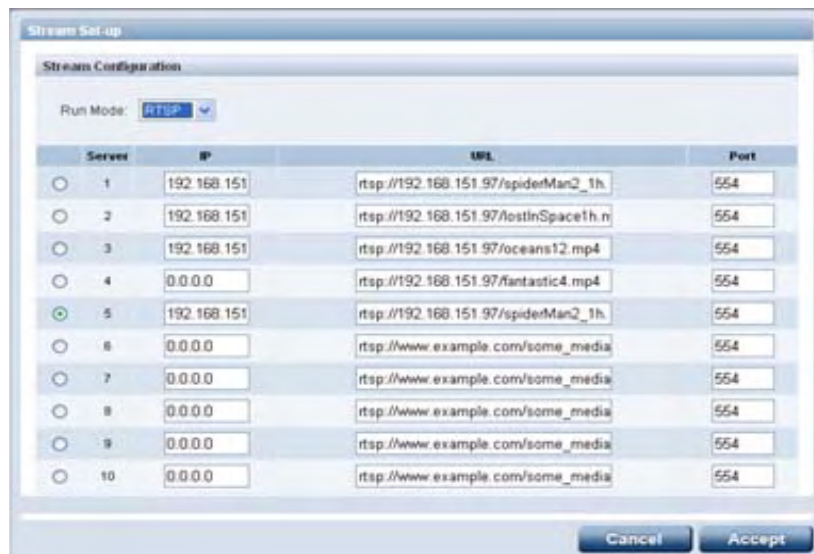 Stream Set-up
Stream Configuration
Run Mode: RTSP
Server IP URL Port
1 192.168.151 rtsp://192.168.151.97/spiderMan2_1h. 554
2 192.168.151 rtsp://192.168.151.97/lostInSpace1h.m 554
3 192.168.151 rtsp://192.168.151.97/oceans12.mp4 554
4 0.0.0.0 rtsp://192.168.151.97/fantastic4.mp4 554
5 192.168.151 rtsp://192.168.151.97/spiderMan2_1h. 554
6 0.0.0.0 rtsp://www.example.com/some_media 554
7 0.0.0.0 rtsp://www.example.com/some_media 554
8 0.0.0.0 rtsp://www.example.com/some_media 554
9 0.0.0.0 rtsp://www.example.com/some_media 554
10 0.0.0.0 rtsp://www.example.com/some_media 554
Cancel Accept